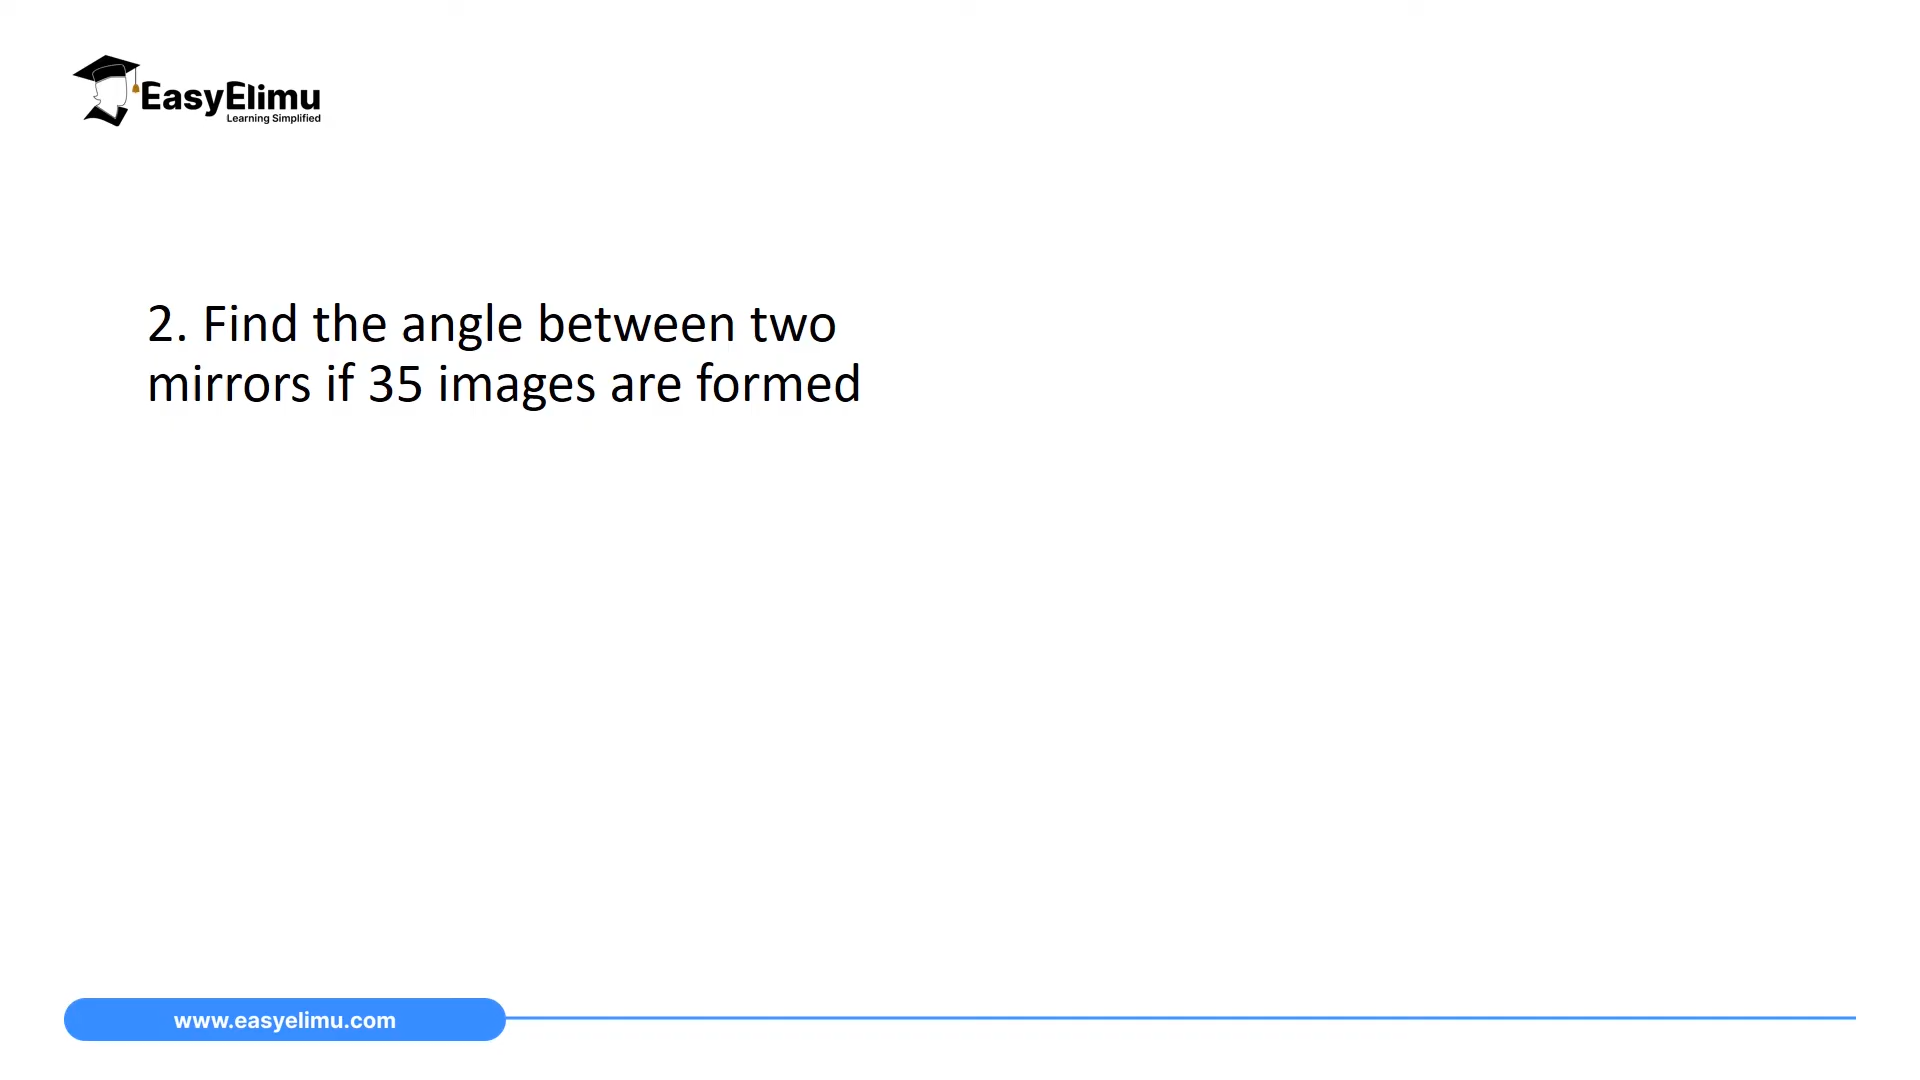 EasyElimu
Learning Simplified
2. Find the angle between two
mirrors if 35 images are formed
www.easyelimu.com